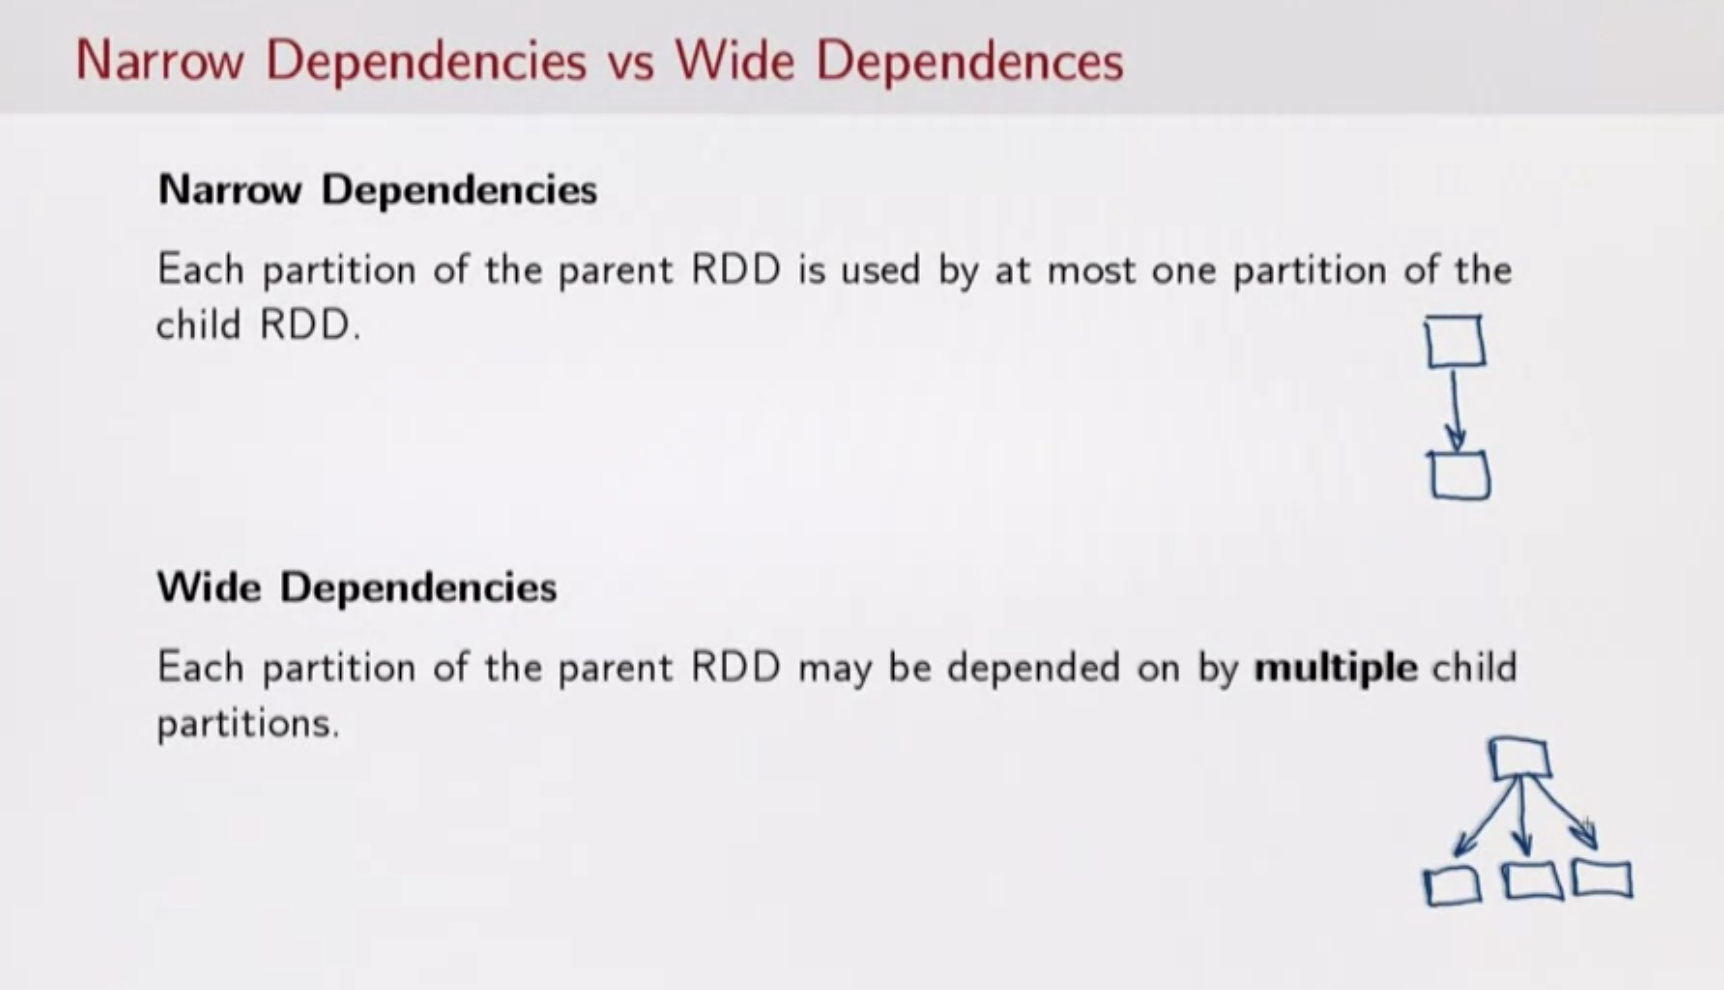 Narrow Dependencies vs Wide Dependences
Narrow Dependencies
Each partition of the parent RDD is used by at most one partition of the
child RDD.
Wide Dependencies
Each partition of the parent RDD may be depended on by multiple child
partitions.